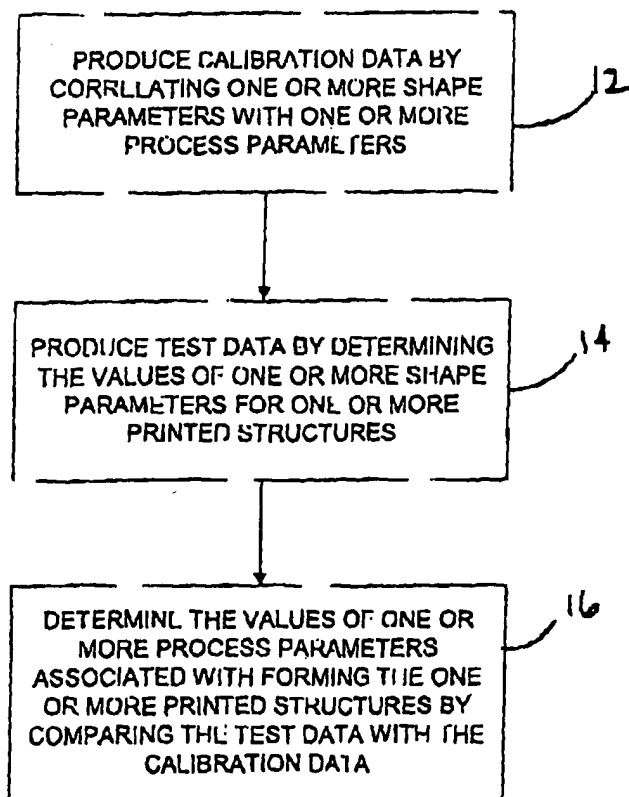 PRODUCE CALIBRATION DATA BY
CORRELATING ONE OR MORE SHAPE
PARAMETERS WITH ONE OR MORE
PROCESS PARAMETERS
12
PRODUCE TEST DATA BY DETERMINING
THE VALUES OF ONE OR MORE SHAPE
PARAMETERS FOR ONE OR MORE
PRINTED STRUCTURES
14
DETERMINE THE VALUES OF ONE OR
MORE PROCESS PARAMETERS
ASSOCIATED WITH FORMING THE ONE
OR MORE PRINTED STRUCTURES BY
COMPARING THE TEST DATA WITH THE
CALIBRATION DATA
16